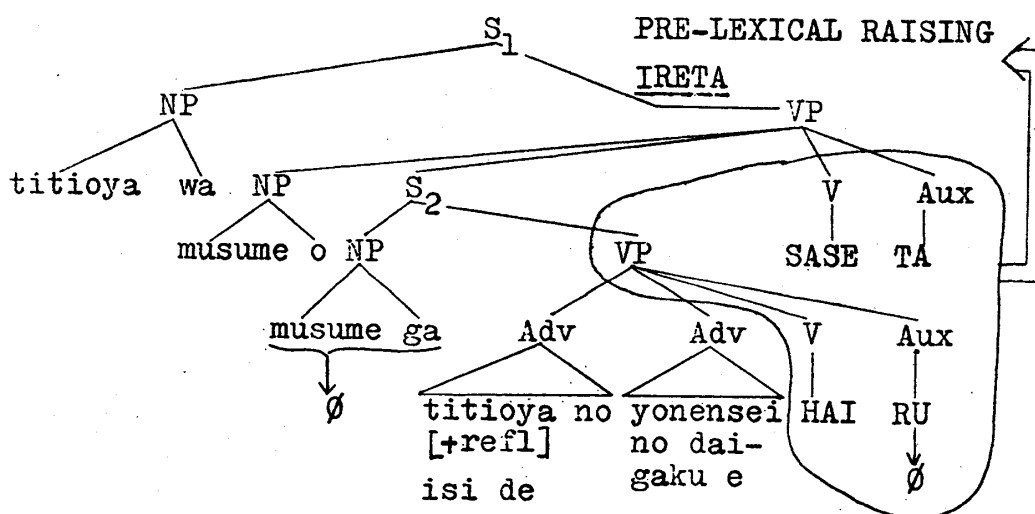 S1 PRE-LEXICAL RAISING
IRETA
NP VP
titioya wa NP S2 V Aux
musume o NP VP SASE TA
musume ga Adv Adv V Aux
Ø titioya no yonensei HAI RU
[+refl] no dai-
isi de gaku e Ø